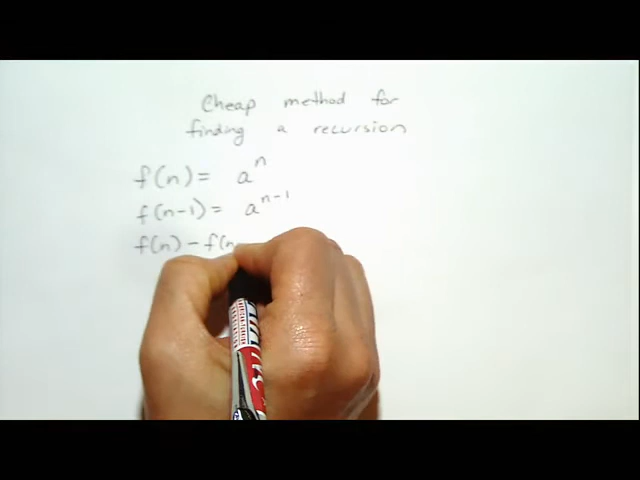 Cheap method for
finding a recursion
f(n) = a^n
f(n-1) = a^{n-1}
f(n) - f(n